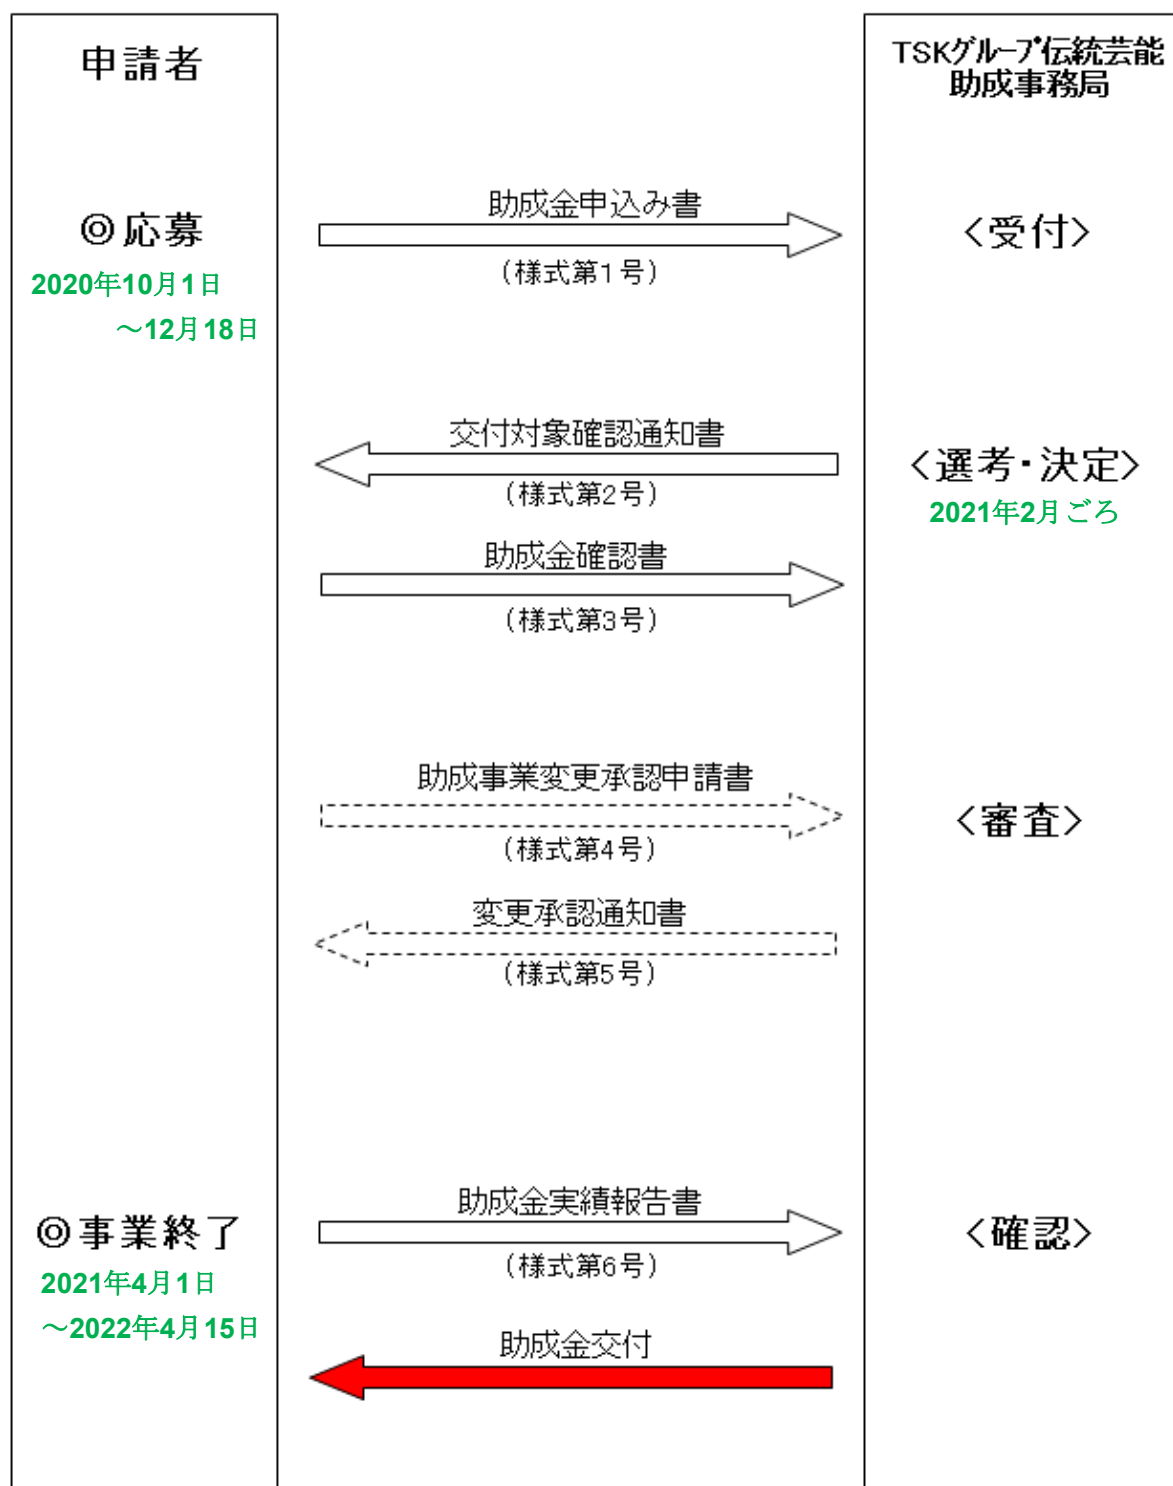 申請者
TSKグループ伝統芸能
助成事務局
助成金申込み書
◎応募
<受付>
(様式第1号)
2020年10月1日
～12月18日
交付対象確認通知書
<選考・決定>
(様式第2号)
2021年2月ごろ
助成金確認書
(様式第3号)
助成事業変更承認申請書
<審査>
(様式第4号)
変更承認通知書
(様式第5号)
助成金実績報告書
◎事業終了
<確認>
(様式第6号)
2021年4月1日
～2022年4月15日
助成金交付